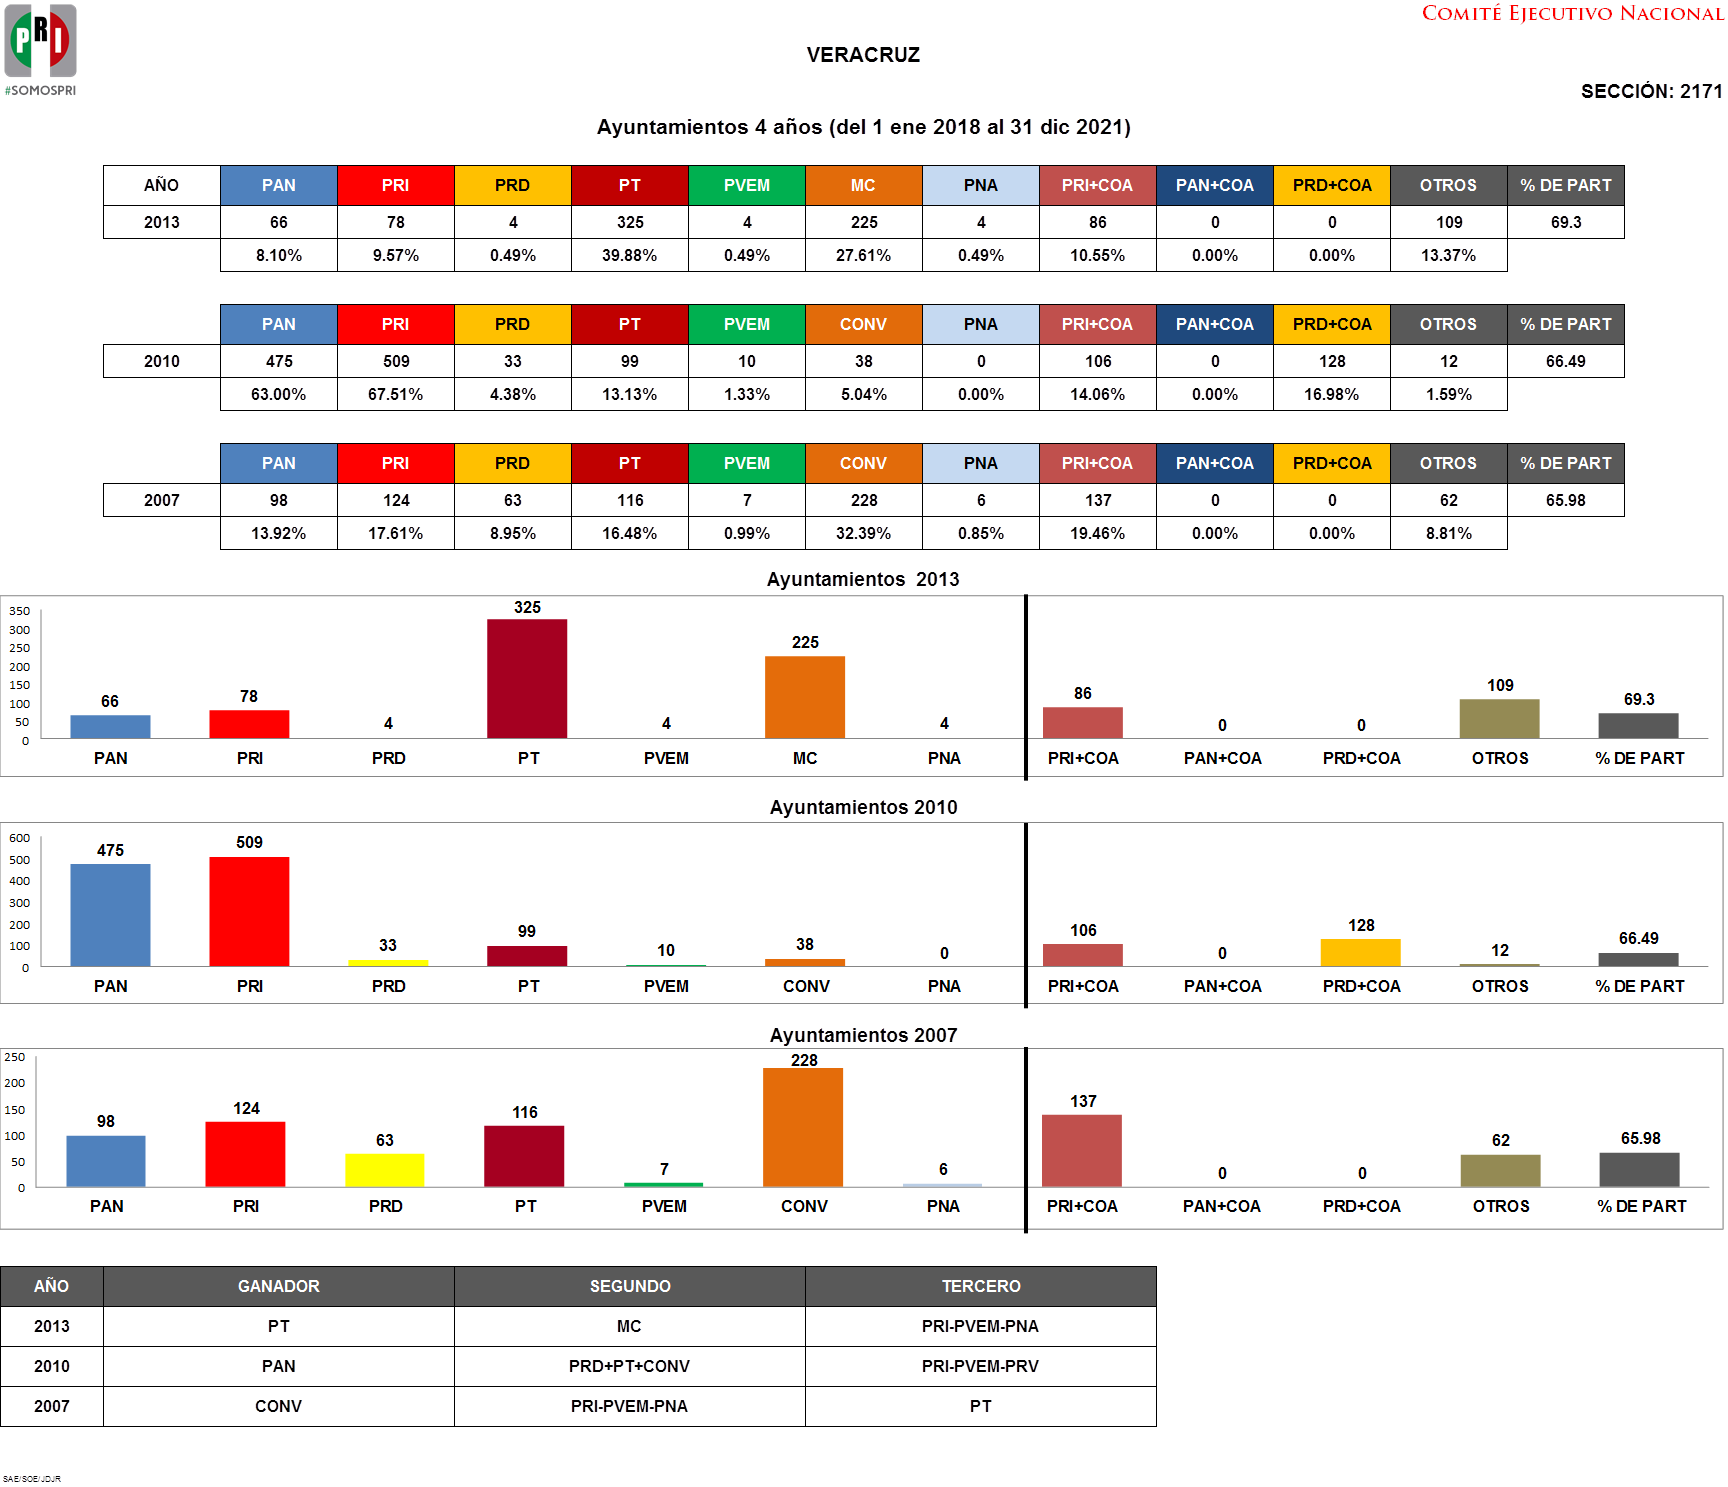 PRI
#SOMOSPRI
COMITÉ EJECUTIVO NACIONAL
VERACRUZ
SECCIÓN: 2171
Ayuntamientos 4 años (del 1 ene 2018 al 31 dic 2021)
AÑO PAN PRI PRD PT PVEM MC PNA PRI+COA PAN+COA PRD+COA OTROS % DE PART
2013 66 78 4 325 4 225 4 86 0 0 109 69.3
8.10% 9.57% 0.49% 39.88% 0.49% 27.61% 0.49% 10.55% 0.00% 0.00% 13.37%
PAN PRI PRD PT PVEM CONV PNA PRI+COA PAN+COA PRD+COA OTROS % DE PART
2010 475 509 33 99 10 38 0 106 0 128 12 66.49
63.00% 67.51% 4.38% 13.13% 1.33% 5.04% 0.00% 14.06% 0.00% 16.98% 1.59%
PAN PRI PRD PT PVEM CONV PNA PRI+COA PAN+COA PRD+COA OTROS % DE PART
2007 98 124 63 116 7 228 6 137 0 0 62 65.98
13.92% 17.61% 8.95% 16.48% 0.99% 32.39% 0.85% 19.46% 0.00% 0.00% 8.81%
Ayuntamientos 2013
350
300
250
200
150
100
50
0
66 78 4 325 4 225 4 86 0 0 109 69.3
PAN PRI PRD PT PVEM MC PNA PRI+COA PAN+COA PRD+COA OTROS % DE PART
Ayuntamientos 2010
600
500
400
300
200
100
0
475 509 33 99 10 38 0 106 0 128 12 66.49
PAN PRI PRD PT PVEM CONV PNA PRI+COA PAN+COA PRD+COA OTROS % DE PART
Ayuntamientos 2007
250
200
150
100
50
0
98 124 63 116 7 228 6 137 0 0 62 65.98
PAN PRI PRD PT PVEM CONV PNA PRI+COA PAN+COA PRD+COA OTROS % DE PART
AÑO GANADOR SEGUNDO TERCERO
2013 PT MC PRI-PVEM-PNA
2010 PAN PRD+PT+CONV PRI-PVEM-PRV
2007 CONV PRI-PVEM-PNA PT
SAE/SOE/JDJR